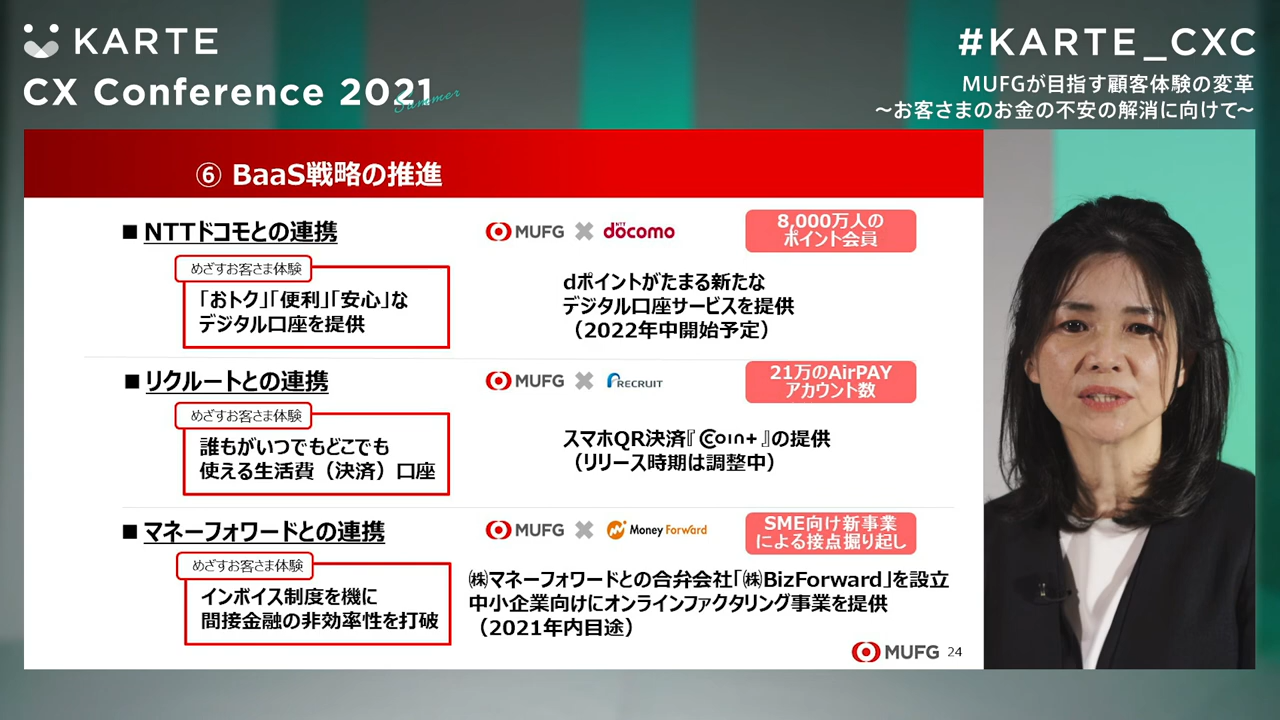 KARTE
CX Conference 2021
Summer
#KARTE_CXC
MUFGが目指す顧客体験の変革
～お客さまのお金の不安の解消に向けて～
⑥ BaaS戦略の推進
■ NTTドコモとの連携
MUFG × NTT docomo
8,000万人の
ポイント会員
めざすお客さま体験
「おトク」「便利」「安心」な
デジタル口座を提供
dポイントがたまる新たな
デジタル口座サービスを提供
（2022年中開始予定）
■ リクルートとの連携
MUFG × RECRUIT
21万のAirPAY
アカウント数
めざすお客さま体験
誰もがいつでもどこでも
使える生活費（決済）口座
スマホQR決済『COIN+』の提供
（リリース時期は調整中）
■ マネーフォワードとの連携
MUFG × Money Forward
SME向け新事業
による接点掘り起し
めざすお客さま体験
インボイス制度を機に
間接金融の非効率性を打破
㈱マネーフォワードとの合弁会社「㈱BizForward」を設立
中小企業向けにオンラインファクタリング事業を提供
（2021年内目途）
MUFG 24